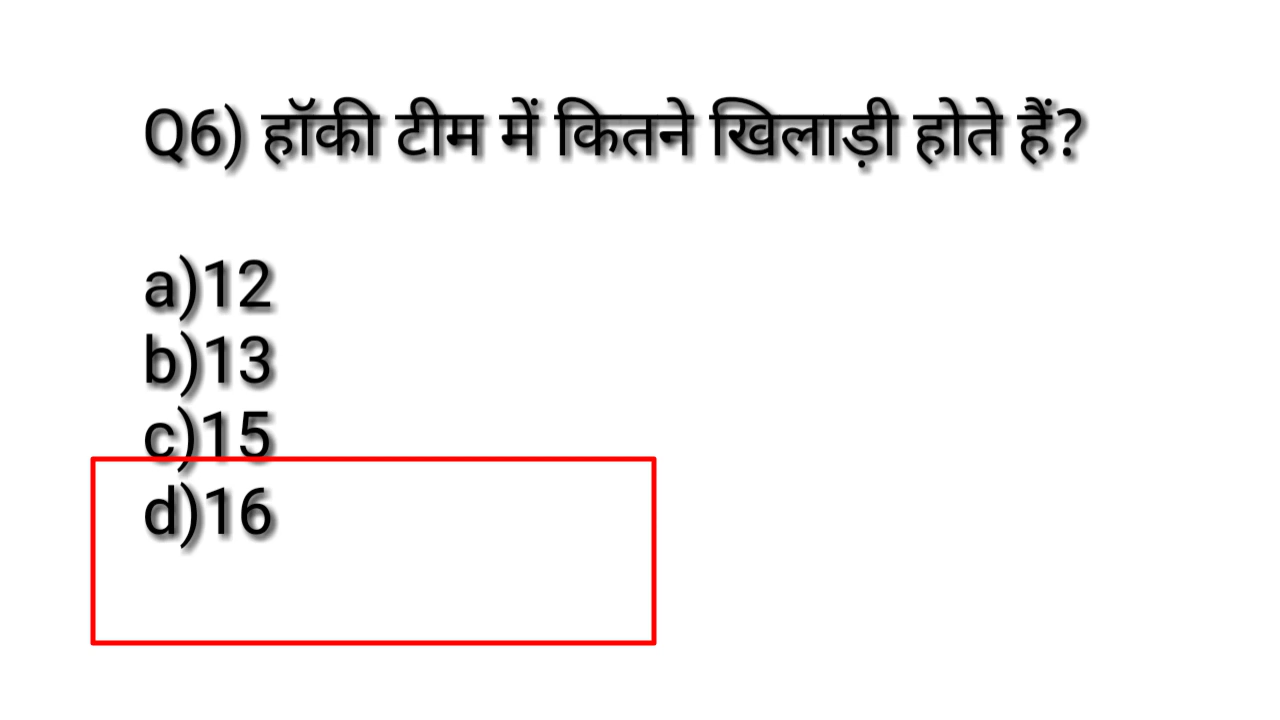 Q6) हॉकी टीम में कितने खिलाड़ी होते हैं?
a)12
b)13
c)15
d)16